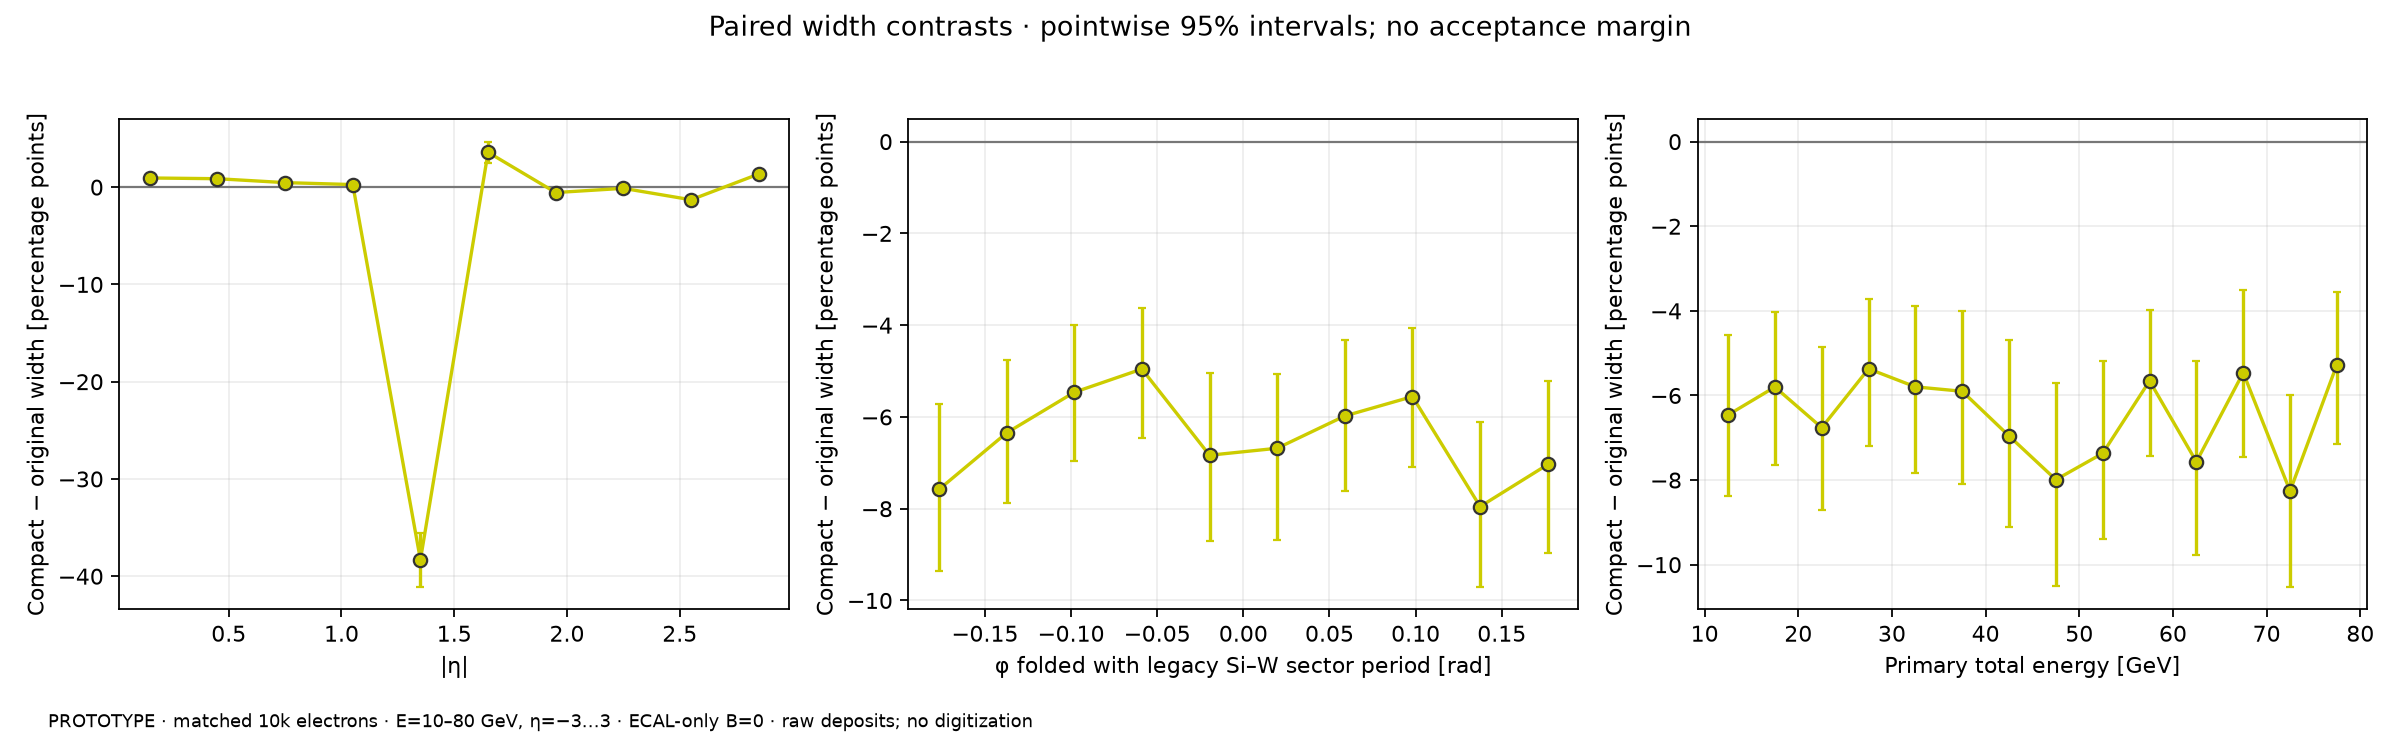 Paired width contrasts · pointwise 95% intervals; no acceptance margin
Compact − original width [percentage points]
0
−10
−20
−30
−40
0.5 1.0 1.5 2.0 2.5
|η|
Compact − original width [percentage points]
0
−2
−4
−6
−8
−10
−0.15 −0.10 −0.05 0.00 0.05 0.10 0.15
φ folded with legacy Si–W sector period [rad]
Compact − original width [percentage points]
0
−2
−4
−6
−8
−10
10 20 30 40 50 60 70 80
Primary total energy [GeV]
PROTOTYPE · matched 10k electrons · E=10–80 GeV, η=−3…3 · ECAL-only B=0 · raw deposits; no digitization